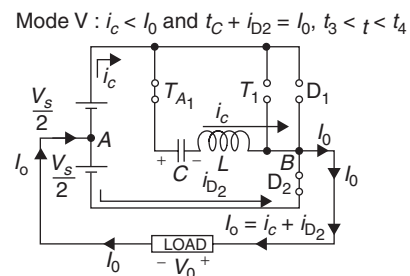 Mode V : i_c < I_0 and t_C + i_D2 = I_0, t_3 < t < t_4
i_c
T_A1
T_1
D_1
V_s/2
A
i_c
I_o
+ C -
L
B
I_0
I_0
V_s/2
i_D2
D_2
I_o = i_c + i_D2
I_0
LOAD
I_0
- V_0 +